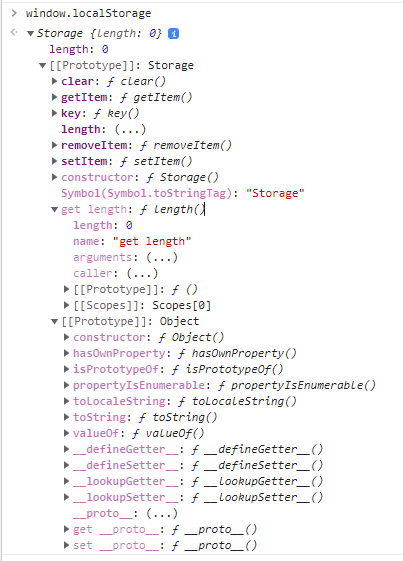 window.localStorage
Storage {length: 0} i
length: 0
[[Prototype]]: Storage
clear: ƒ clear()
getItem: ƒ getItem()
key: ƒ key()
length: (...)
removeItem: ƒ removeItem()
setItem: ƒ setItem()
constructor: ƒ Storage()
Symbol(Symbol.toStringTag): "Storage"
get length: ƒ length()
length: 0
name: "get length"
arguments: (...)
caller: (...)
[[Prototype]]: ƒ ()
[[Scopes]]: Scopes[0]
[[Prototype]]: Object
constructor: ƒ Object()
hasOwnProperty: ƒ hasOwnProperty()
isPrototypeOf: ƒ isPrototypeOf()
propertyIsEnumerable: ƒ propertyIsEnumerable()
toLocaleString: ƒ toLocaleString()
toString: ƒ toString()
valueOf: ƒ valueOf()
__defineGetter__: ƒ __defineGetter__()
__defineSetter__: ƒ __defineSetter__()
__lookupGetter__: ƒ __lookupGetter__()
__lookupSetter__: ƒ __lookupSetter__()
__proto__: (...)
get __proto__: ƒ __proto__()
set __proto__: ƒ __proto__()